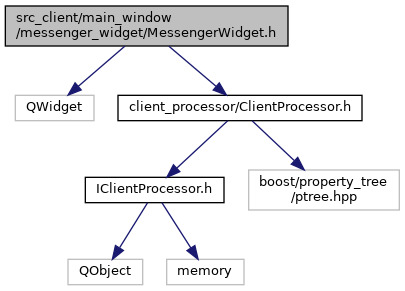 src_client/main_window
/messenger_widget/MessengerWidget.h
QWidget
client_processor/ClientProcessor.h
IClientProcessor.h
boost/property_tree
/ptree.hpp
QObject
memory